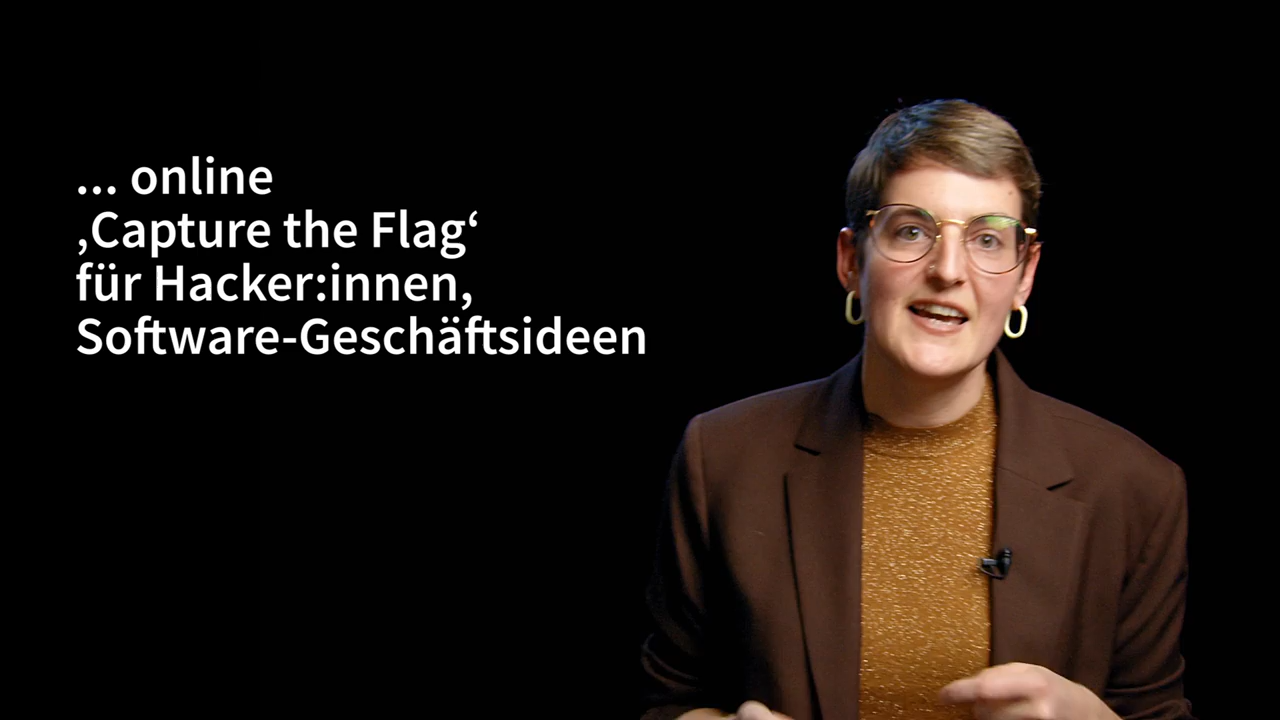 ... online
‚Capture the Flag‘
für Hacker:innen,
Software-Geschäftsideen